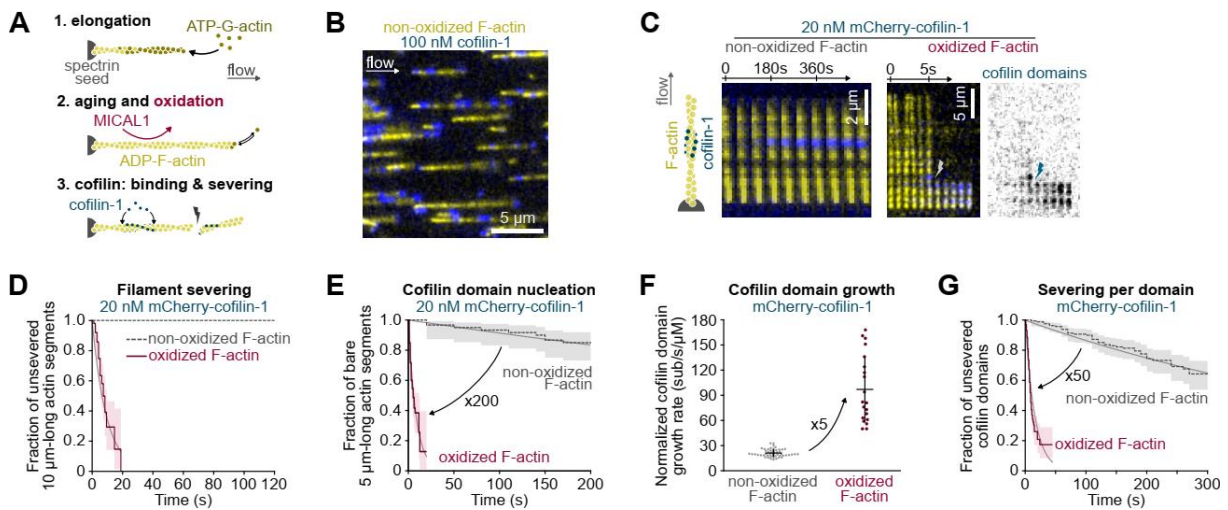 A
1. elongation
ATP-G-actin
spectrin
seed
flow
2. aging and oxidation
MICAL1
ADP-F-actin
3. cofilin: binding & severing
cofilin-1
B
non-oxidized F-actin
100 nM cofilin-1
flow
5 µm
C
20 nM mCherry-cofilin-1
non-oxidized F-actin
oxidized F-actin
0 180s 360s
0 5s
cofilin domains
flow
F-actin
cofilin-1
2 µm
5 µm
D
Filament severing
20 nM mCherry-cofilin-1
Fraction of unsevered
10 µm-long actin segments
1.0
0.8
0.6
0.4
0.2
0
non-oxidized F-actin
oxidized F-actin
0 20 40 60 80 100 120
Time (s)
E
Cofilin domain nucleation
20 nM mCherry-cofilin-1
Fraction of bare
5 µm-long actin segments
1.0
0.8
0.6
0.4
0.2
0
non-oxidized
F-actin
x200
oxidized F-actin
0 50 100 150 200
Time (s)
F
Cofilin domain growth
mCherry-cofilin-1
Normalized cofilin domain
growth rate (sub/s/µM)
180
150
120
90
60
30
0
x5
non-oxidized
F-actin
oxidized
F-actin
G
Severing per domain
mCherry-cofilin-1
Fraction of unsevered
cofilin domains
1.0
0.8
0.6
0.4
0.2
0
x50
non-oxidized F-actin
oxidized F-actin
0 100 200 300
Time (s)